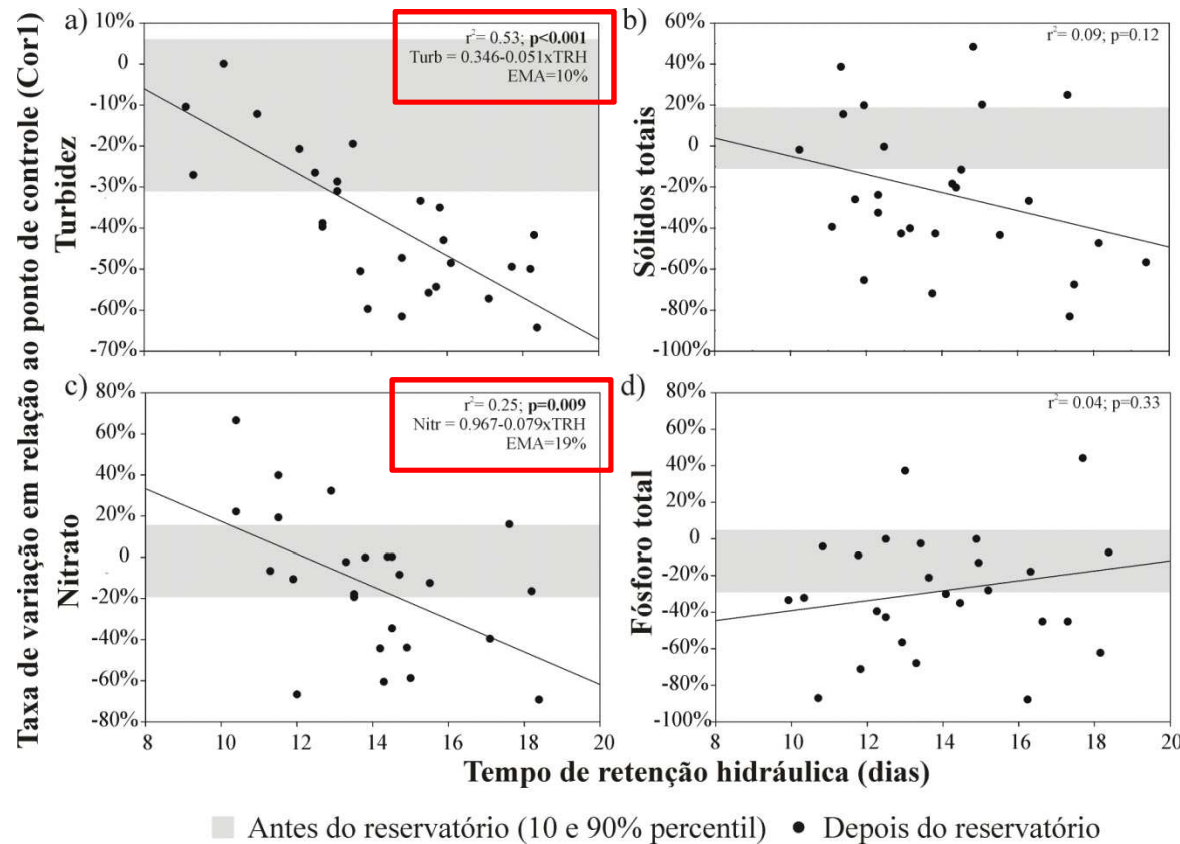 Taxa de variação em relação ao ponto de controle (Cor1)
a)
Turbidez
10%
0
-10%
-20%
-30%
-40%
-50%
-60%
-70%
r²= 0.53; p<0.001
Turb = 0.346-0.051xTRH
EMA=10%
b)
Sólidos totais
60%
40%
20%
0
-20%
-40%
-60%
-80%
-100%
r²= 0.09; p=0.12
c)
Nitrato
80%
60%
40%
20%
0
-20%
-40%
-60%
-80%
r²= 0.25; p=0.009
Nitr = 0.967-0.079xTRH
EMA=19%
8 10 12 14 16 18 20
d)
Fósforo total
80%
60%
40%
20%
0
-20%
-40%
-60%
-80%
-100%
r²= 0.04; p=0.33
8 10 12 14 16 18 20
Tempo de retenção hidráulica (dias)
Antes do reservatório (10 e 90% percentil)
Depois do reservatório